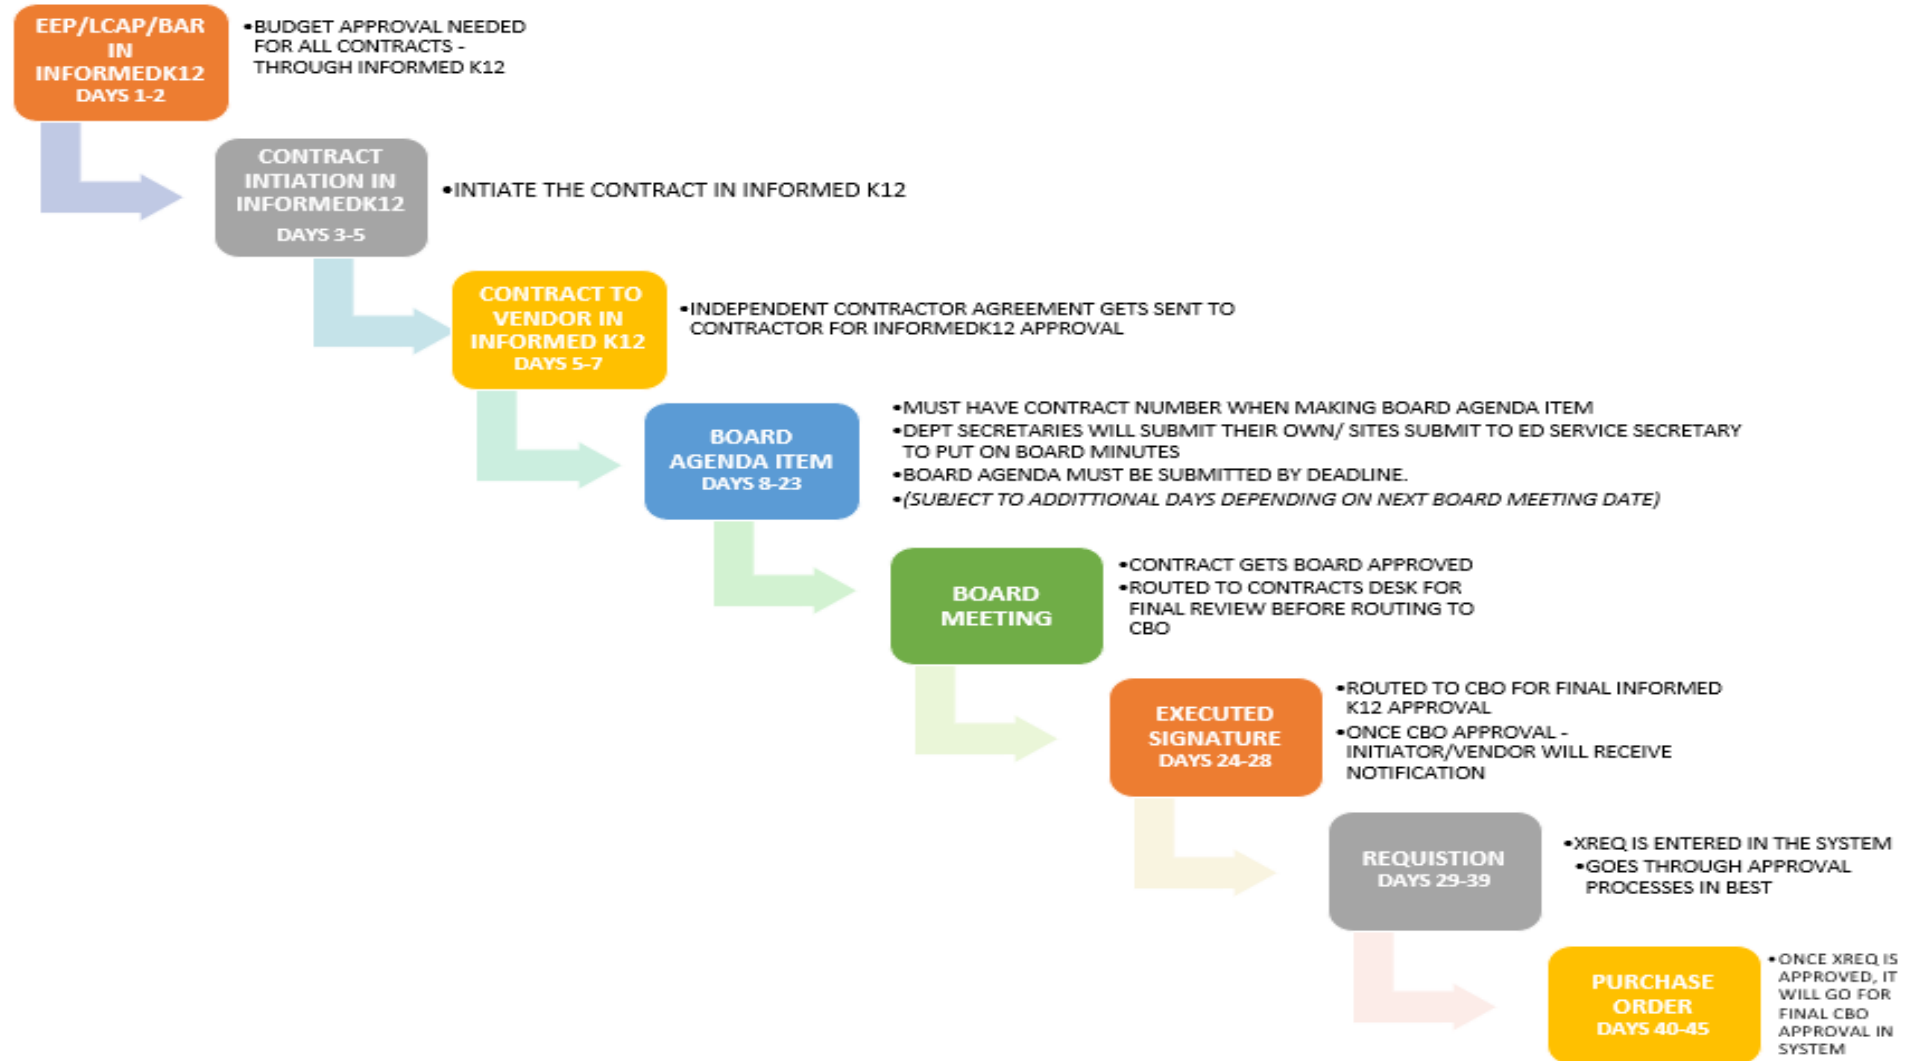 EEP/LCAP/BAR
IN
INFORMEDK12
DAYS 1-2
•BUDGET APPROVAL NEEDED
FOR ALL CONTRACTS -
THROUGH INFORMED K12
CONTRACT
INTIATION IN
INFORMEDK12
DAYS 3-5
•INTIATE THE CONTRACT IN INFORMED K12
CONTRACT TO
VENDOR IN
INFORMED K12
DAYS 5-7
•INDEPENDENT CONTRACTOR AGREEMENT GETS SENT TO
CONTRACTOR FOR INFORMEDK12 APPROVAL
BOARD
AGENDA ITEM
DAYS 8-23
•MUST HAVE CONTRACT NUMBER WHEN MAKING BOARD AGENDA ITEM
•DEPT SECRETARIES WILL SUBMIT THEIR OWN/ SITES SUBMIT TO ED SERVICE SECRETARY
TO PUT ON BOARD MINUTES
•BOARD AGENDA MUST BE SUBMITTED BY DEADLINE.
•(SUBJECT TO ADDITTIONAL DAYS DEPENDING ON NEXT BOARD MEETING DATE)
BOARD
MEETING
•CONTRACT GETS BOARD APPROVED
•ROUTED TO CONTRACTS DESK FOR
FINAL REVIEW BEFORE ROUTING TO
CBO
EXECUTED
SIGNATURE
DAYS 24-28
•ROUTED TO CBO FOR FINAL INFORMED
K12 APPROVAL
•ONCE CBO APPROVAL -
INITIATOR/VENDOR WILL RECEIVE
NOTIFICATION
REQUISTION
DAYS 29-39
•XREQ IS ENTERED IN THE SYSTEM
•GOES THROUGH APPROVAL
PROCESSES IN BEST
PURCHASE
ORDER
DAYS 40-45
•ONCE XREQ IS
APPROVED, IT
WILL GO FOR
FINAL CBO
APPROVAL IN
SYSTEM